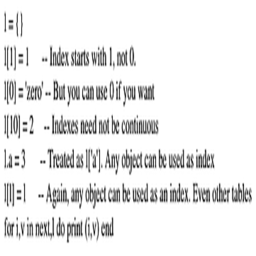 l = { }
l[1] = 1 -- Index starts with 1, not 0.
l[0] = 'zero' -- But you can use 0 if you want
l[10] = 2 -- Indexes need not be continuous
l.a = 3 -- Treated as l['a']. Any object can be used as index
l[l] = 1 -- Again, any object can be used as an index. Even other tables
for i,v in next,l do print (i,v) end